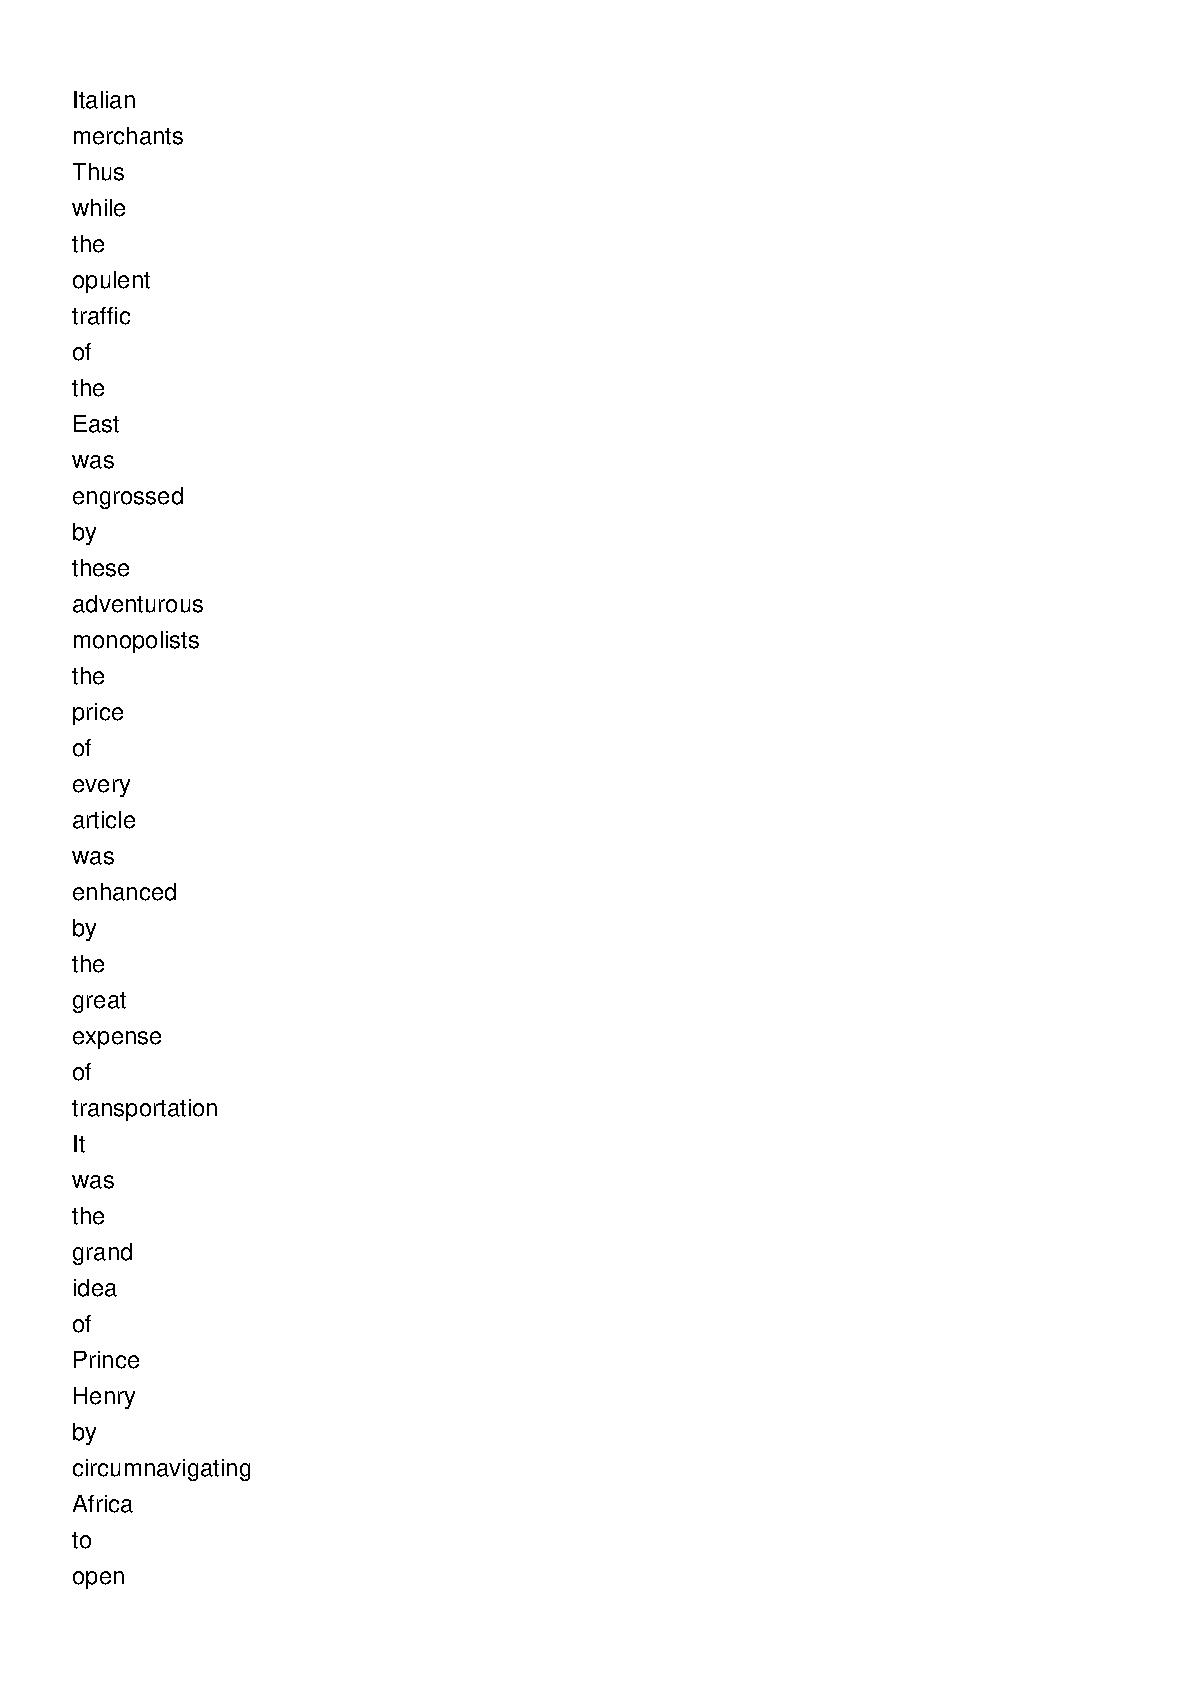 Italian
merchants
Thus
while
the
opulent
traffic
of
the
East
was
engrossed
by
these
adventurous
monopolists
the
price
of
every
article
was
enhanced
by
the
great
expense
of
transportation
It
was
the
grand
idea
of
Prince
Henry
by
circumnavigating
Africa
to
open